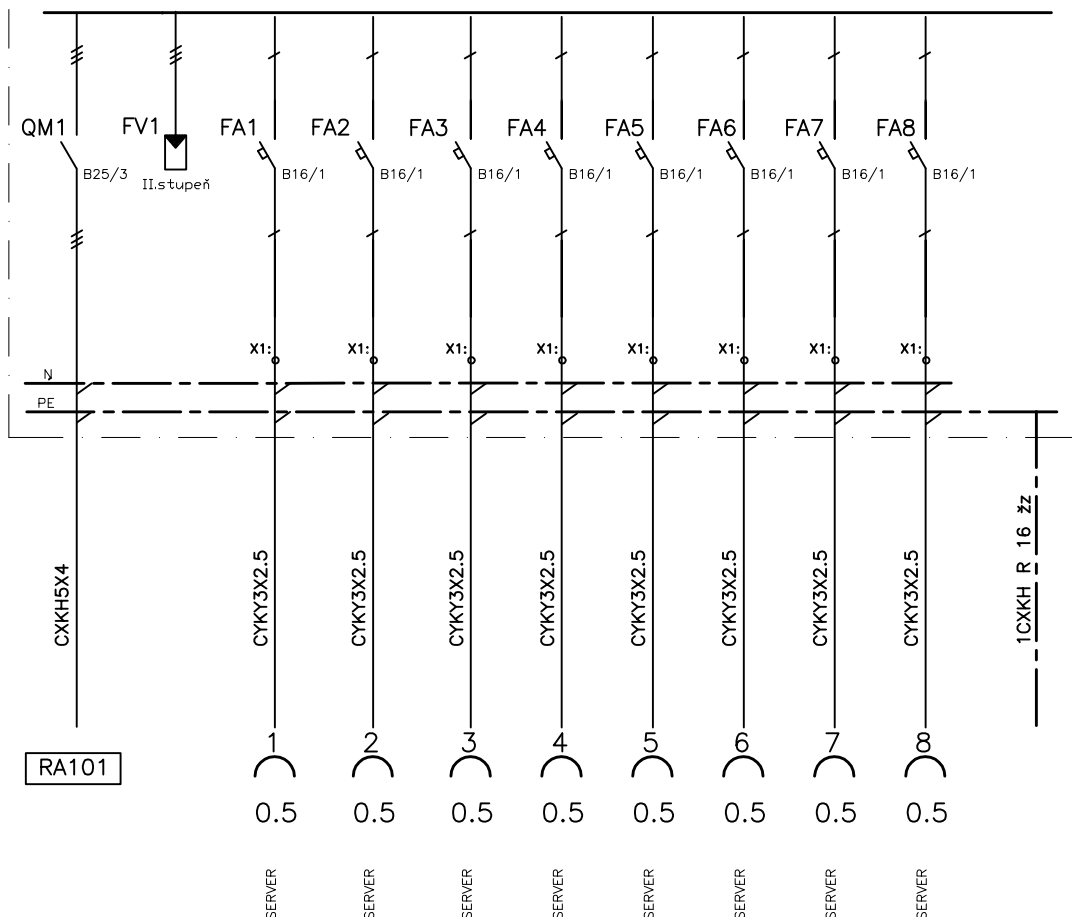 QM1 FV1 FA1 FA2 FA3 FA4 FA5 FA6 FA7 FA8
B25/3 II.stupeň B16/1 B16/1 B16/1 B16/1 B16/1 B16/1 B16/1 B16/1
X1: X1: X1: X1: X1: X1: X1: X1:
N
PE
CXKH5X4 CYKY3X2.5 CYKY3X2.5 CYKY3X2.5 CYKY3X2.5 CYKY3X2.5 CYKY3X2.5 CYKY3X2.5 CYKY3X2.5 1CXKH R 16 žz
1 2 3 4 5 6 7 8
RA101
0.5 0.5 0.5 0.5 0.5 0.5 0.5 0.5
SERVER SERVER SERVER SERVER SERVER SERVER SERVER SERVER